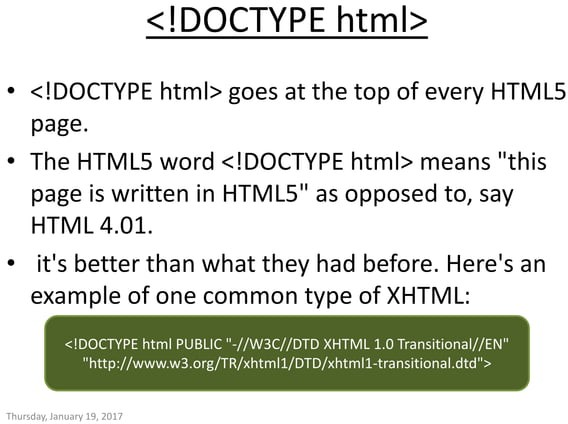 <!DOCTYPE html>
• <!DOCTYPE html> goes at the top of every HTML5
page.
• The HTML5 word <!DOCTYPE html> means "this
page is written in HTML5" as opposed to, say
HTML 4.01.
• it's better than what they had before. Here's an
example of one common type of XHTML:
<!DOCTYPE html PUBLIC "-//W3C//DTD XHTML 1.0 Transitional//EN"
"http://www.w3.org/TR/xhtml1/DTD/xhtml1-transitional.dtd">
Thursday, January 19, 2017